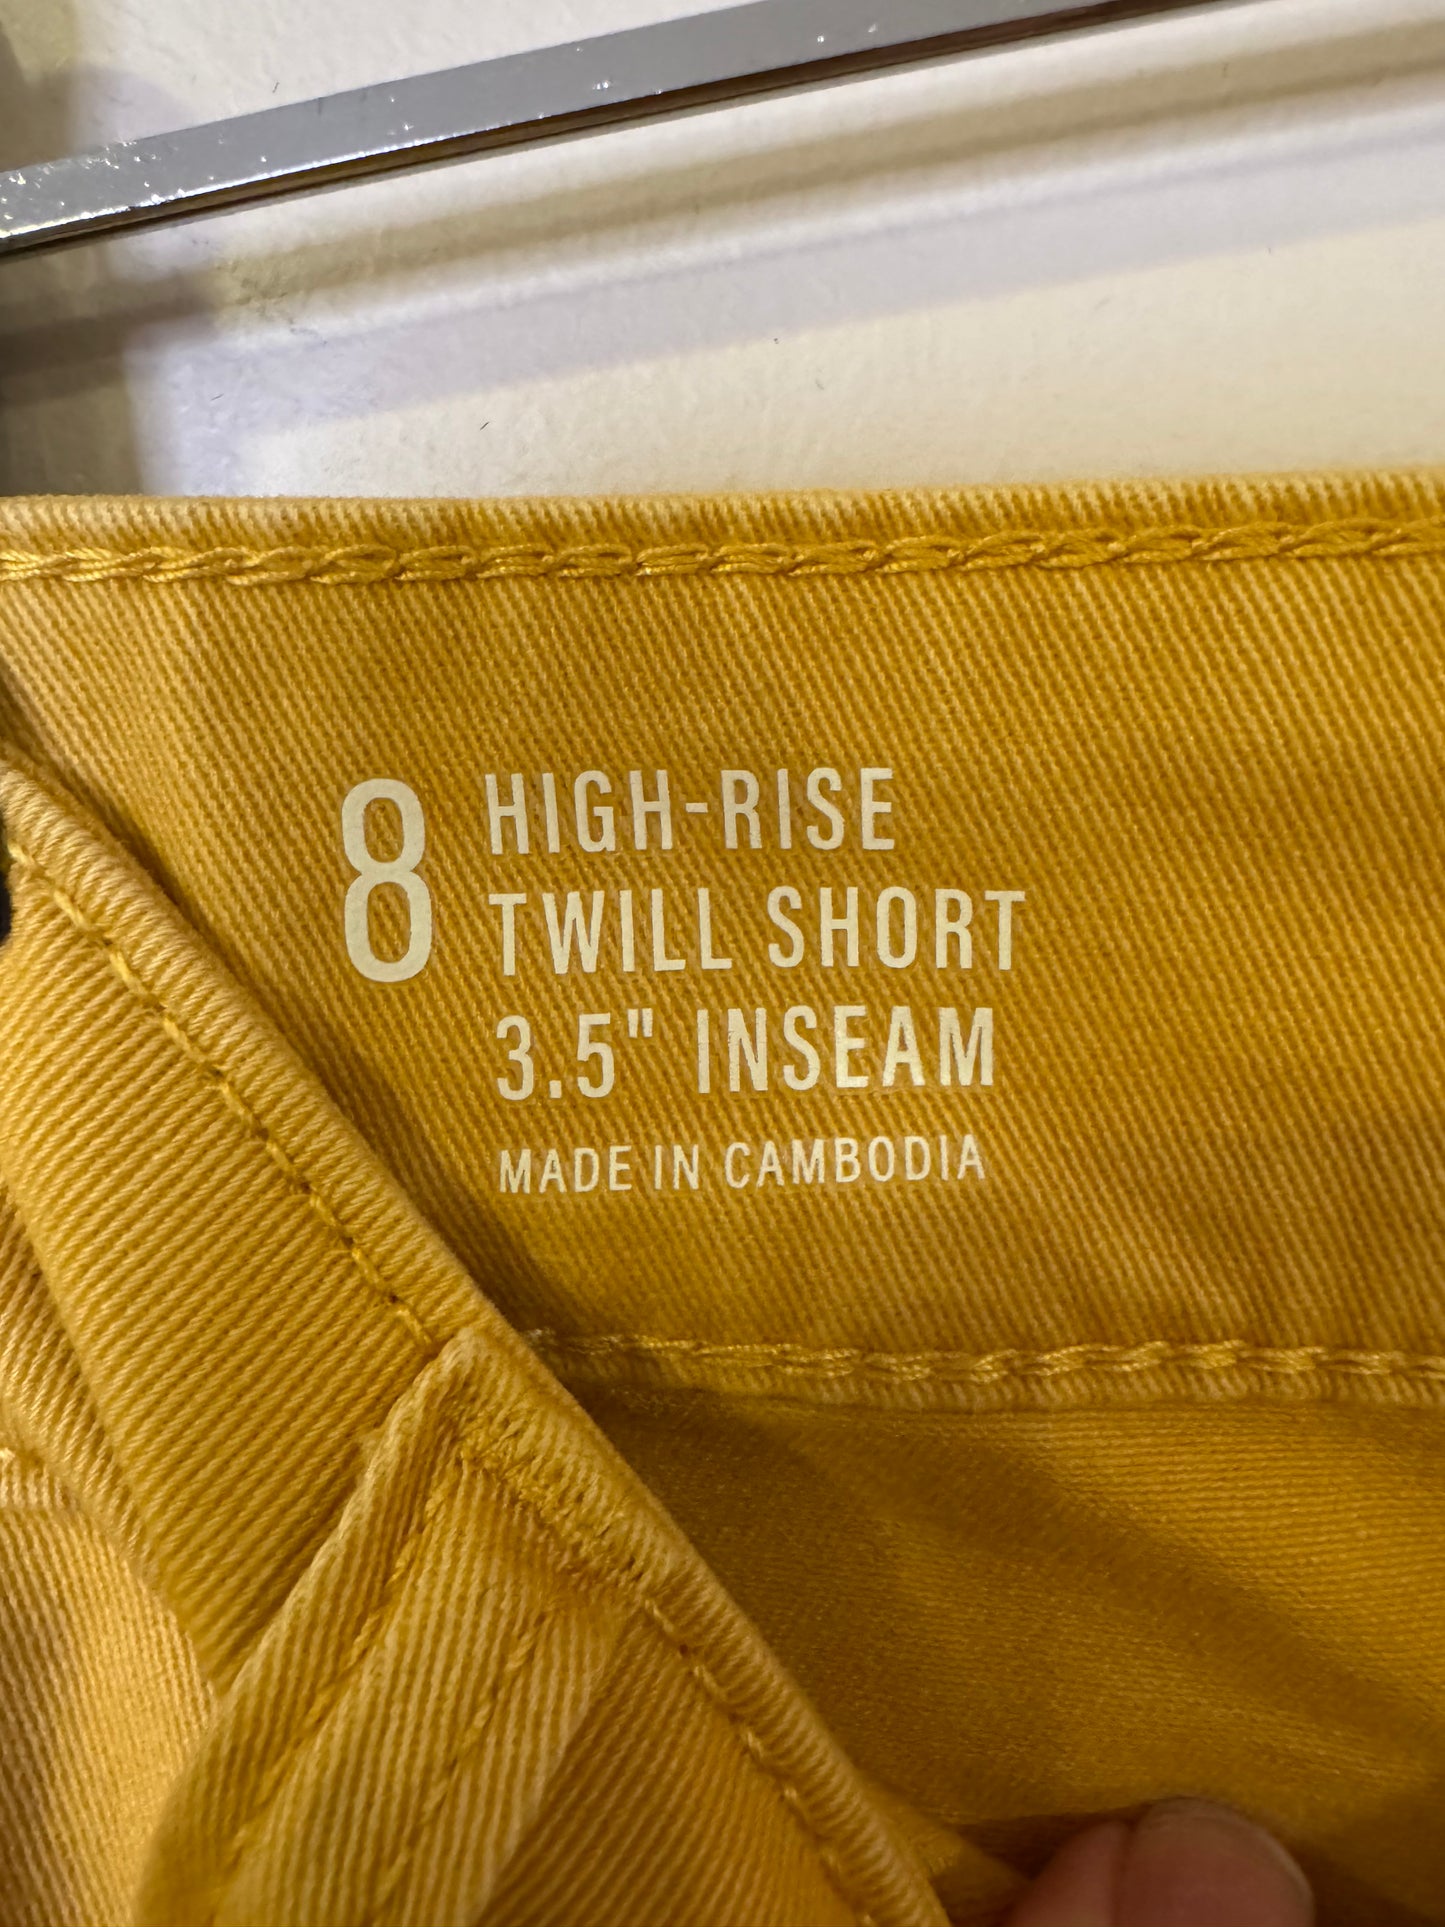 8
HIGH-RISE
TWILL SHORT
3.5" INSEAM
MADE IN CAMBODIA